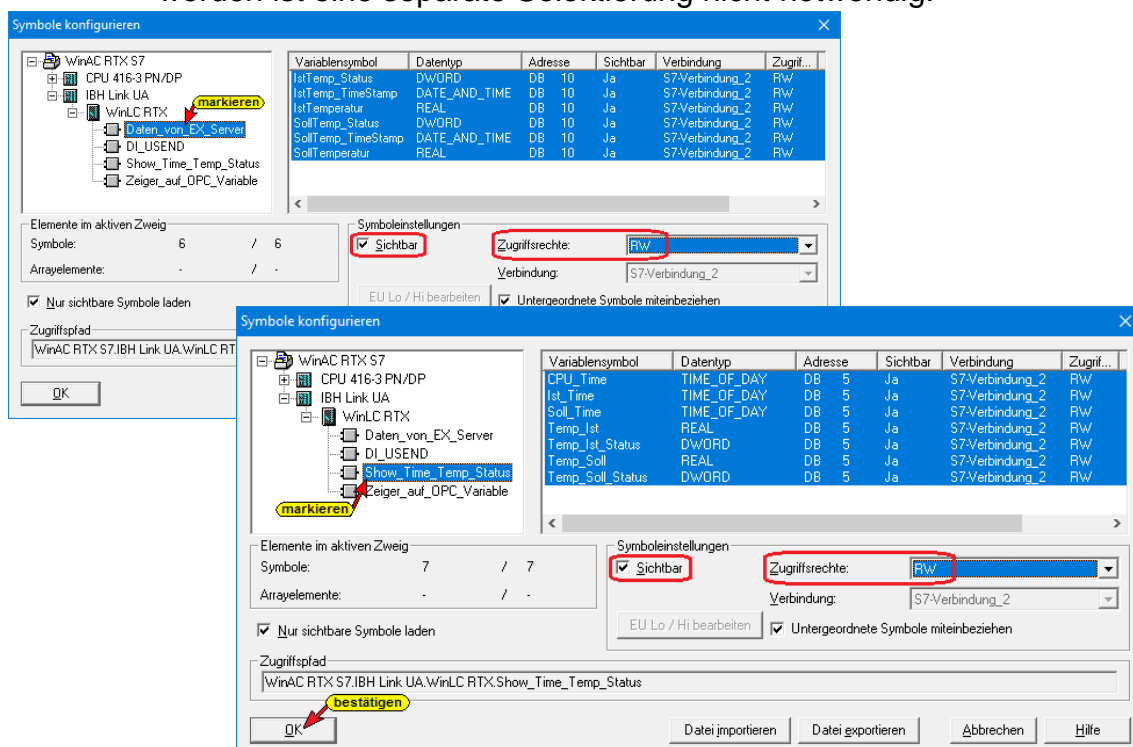 werden ist eine separate Selektierung nicht notwendig.
Symbole konfigurieren
WinAC RTX S7
CPU 416-3 PN/DP
IBH Link UA
markieren
WinLC RTX
Daten_von_EX_Server
DI_USEND
Show_Time_Temp_Status
Zeiger_auf_OPC_Variable
Variablensymbol Datentyp Adresse Sichtbar Verbindung Zugrif...
IstTemp_Status DWORD DB 10 Ja S7-Verbindung_2 RW
IstTemp_TimeStamp DATE_AND_TIME DB 10 Ja S7-Verbindung_2 RW
IstTemperatur REAL DB 10 Ja S7-Verbindung_2 RW
SollTemp_Status DWORD DB 10 Ja S7-Verbindung_2 RW
SollTemp_TimeStamp DATE_AND_TIME DB 10 Ja S7-Verbindung_2 RW
SollTemperatur REAL DB 10 Ja S7-Verbindung_2 RW
Elemente im aktiven Zweig
Symbole: 6 / 6
Arrayelemente: - / -
Symboleinstellungen
Sichtbar Zugriffsrechte: RW
Verbindung: S7-Verbindung_2
EU Lo / Hi bearbeiten Untergeordnete Symbole miteinbeziehen
Nur sichtbare Symbole laden
Zugriffspfad
WinAC RTX S7.IBH Link UA.WinLC RT
OK
Symbole konfigurieren
WinAC RTX S7
CPU 416-3 PN/DP
IBH Link UA
WinLC RTX
Daten_von_EX_Server
DI_USEND
Show_Time_Temp_Status
Zeiger_auf_OPC_Variable
markieren
Variablensymbol Datentyp Adresse Sichtbar Verbindung Zugrif...
CPU_Time TIME_OF_DAY DB 5 Ja S7-Verbindung_2 RW
Ist_Time TIME_OF_DAY DB 5 Ja S7-Verbindung_2 RW
Soll_Time TIME_OF_DAY DB 5 Ja S7-Verbindung_2 RW
Temp_Ist REAL DB 5 Ja S7-Verbindung_2 RW
Temp_Ist_Status DWORD DB 5 Ja S7-Verbindung_2 RW
Temp_Soll REAL DB 5 Ja S7-Verbindung_2 RW
Temp_Soll_Status DWORD DB 5 Ja S7-Verbindung_2 RW
Elemente im aktiven Zweig
Symbole: 7 / 7
Arrayelemente: - / -
Symboleinstellungen
Sichtbar Zugriffsrechte: RW
Verbindung: S7-Verbindung_2
EU Lo / Hi bearbeiten Untergeordnete Symbole miteinbeziehen
Nur sichtbare Symbole laden
Zugriffspfad
WinAC RTX S7.IBH Link UA.WinLC RTX.Show_Time_Temp_Status
bestätigen
OK Datei importieren Datei exportieren Abbrechen Hilfe